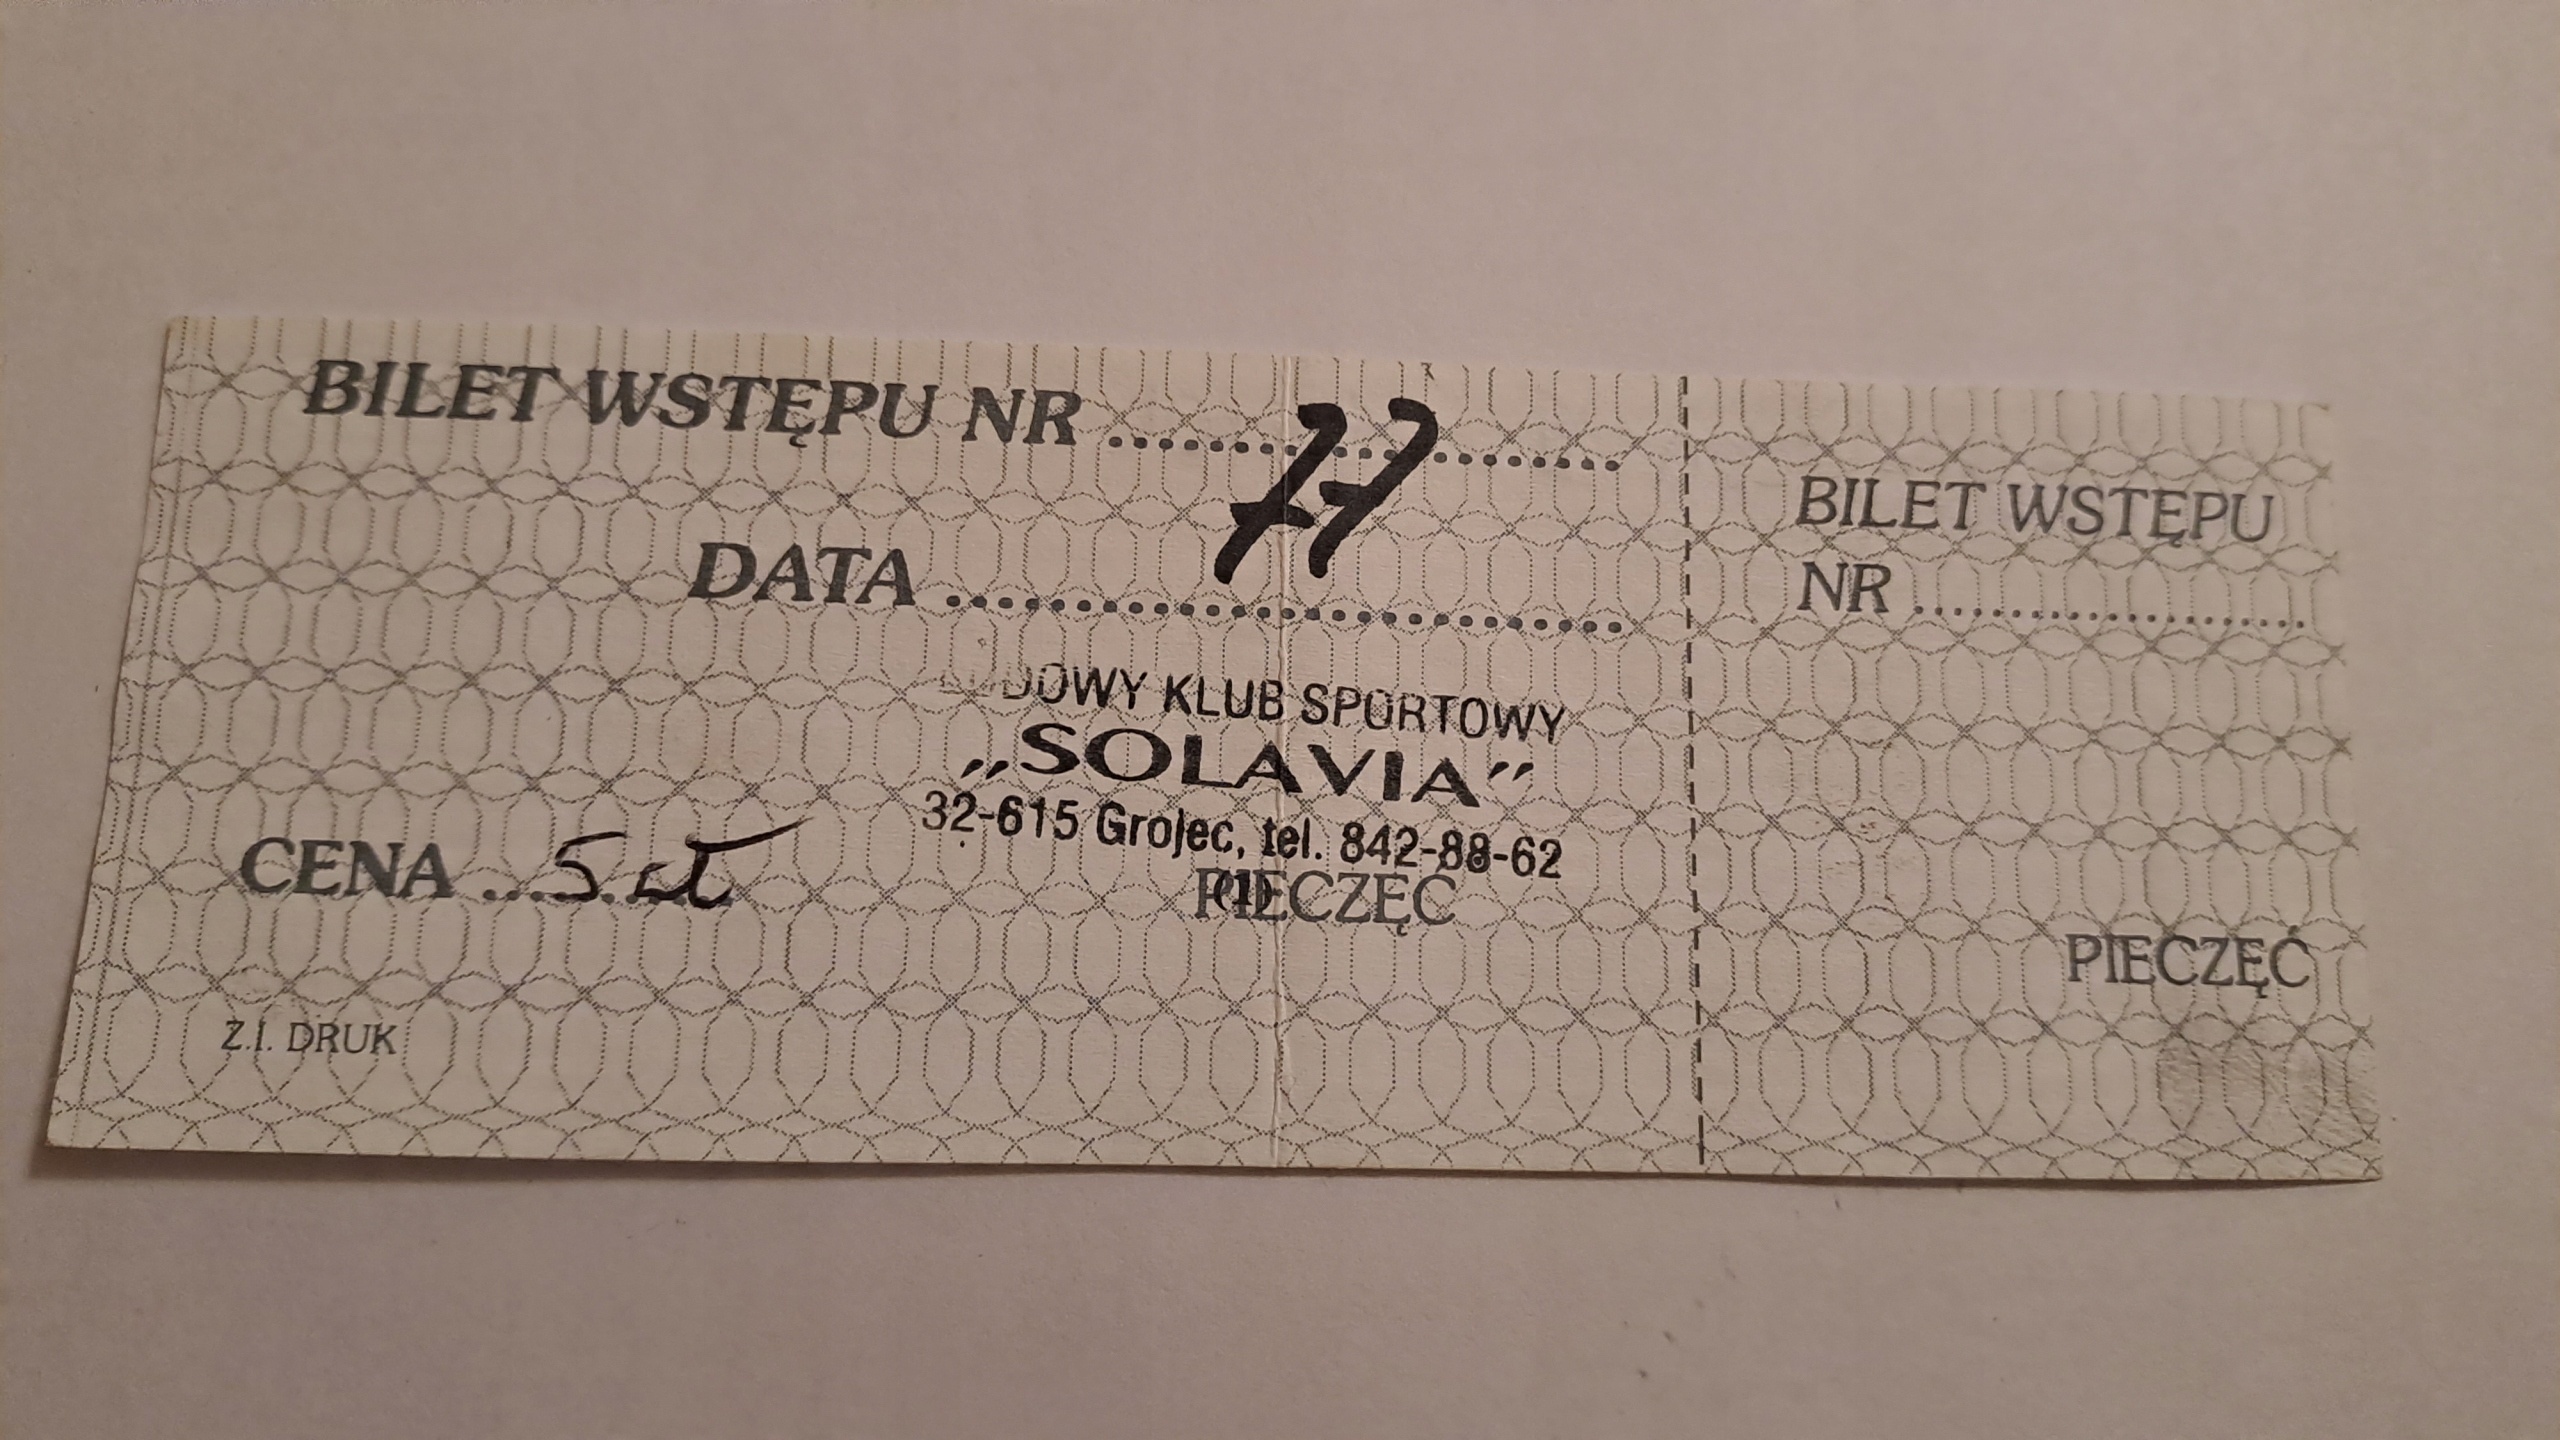 BILET WSTĘPU NR .................... 77
DATA ...........................
LUDOWY KLUB SPORTOWY
„SOLAVIA”
32-615 Grojec, tel. 842-88-62
(1)
PIECZĘĆ
CENA ...5 zł
Z.I. DRUK
BILET WSTĘPU
NR ..............................
PIECZĘĆ